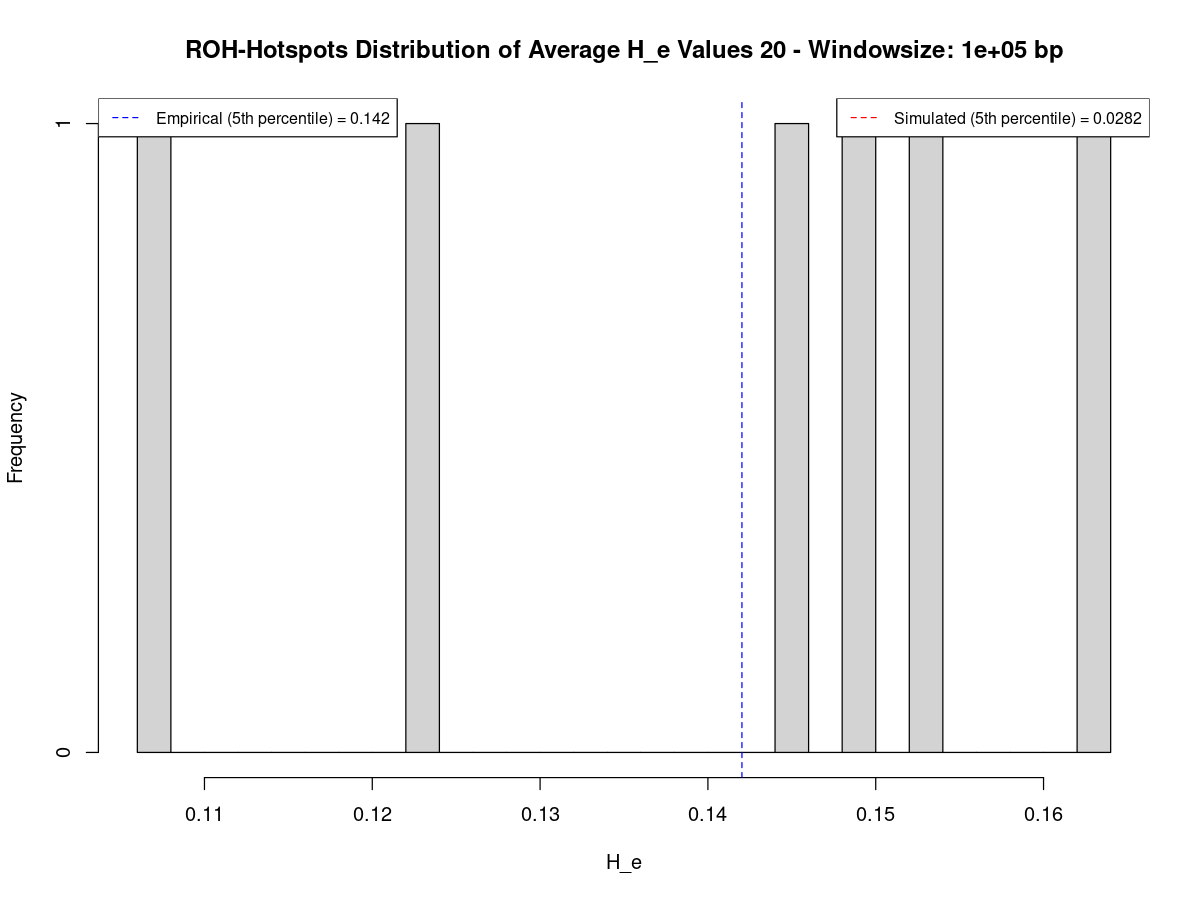 ROH-Hotspots Distribution of Average H_e Values 20 - Windowsize: 1e+05 bp
Empirical (5th percentile) = 0.142
Simulated (5th percentile) = 0.0282
1
0
Frequency
0.11 0.12 0.13 0.14 0.15 0.16
H_e